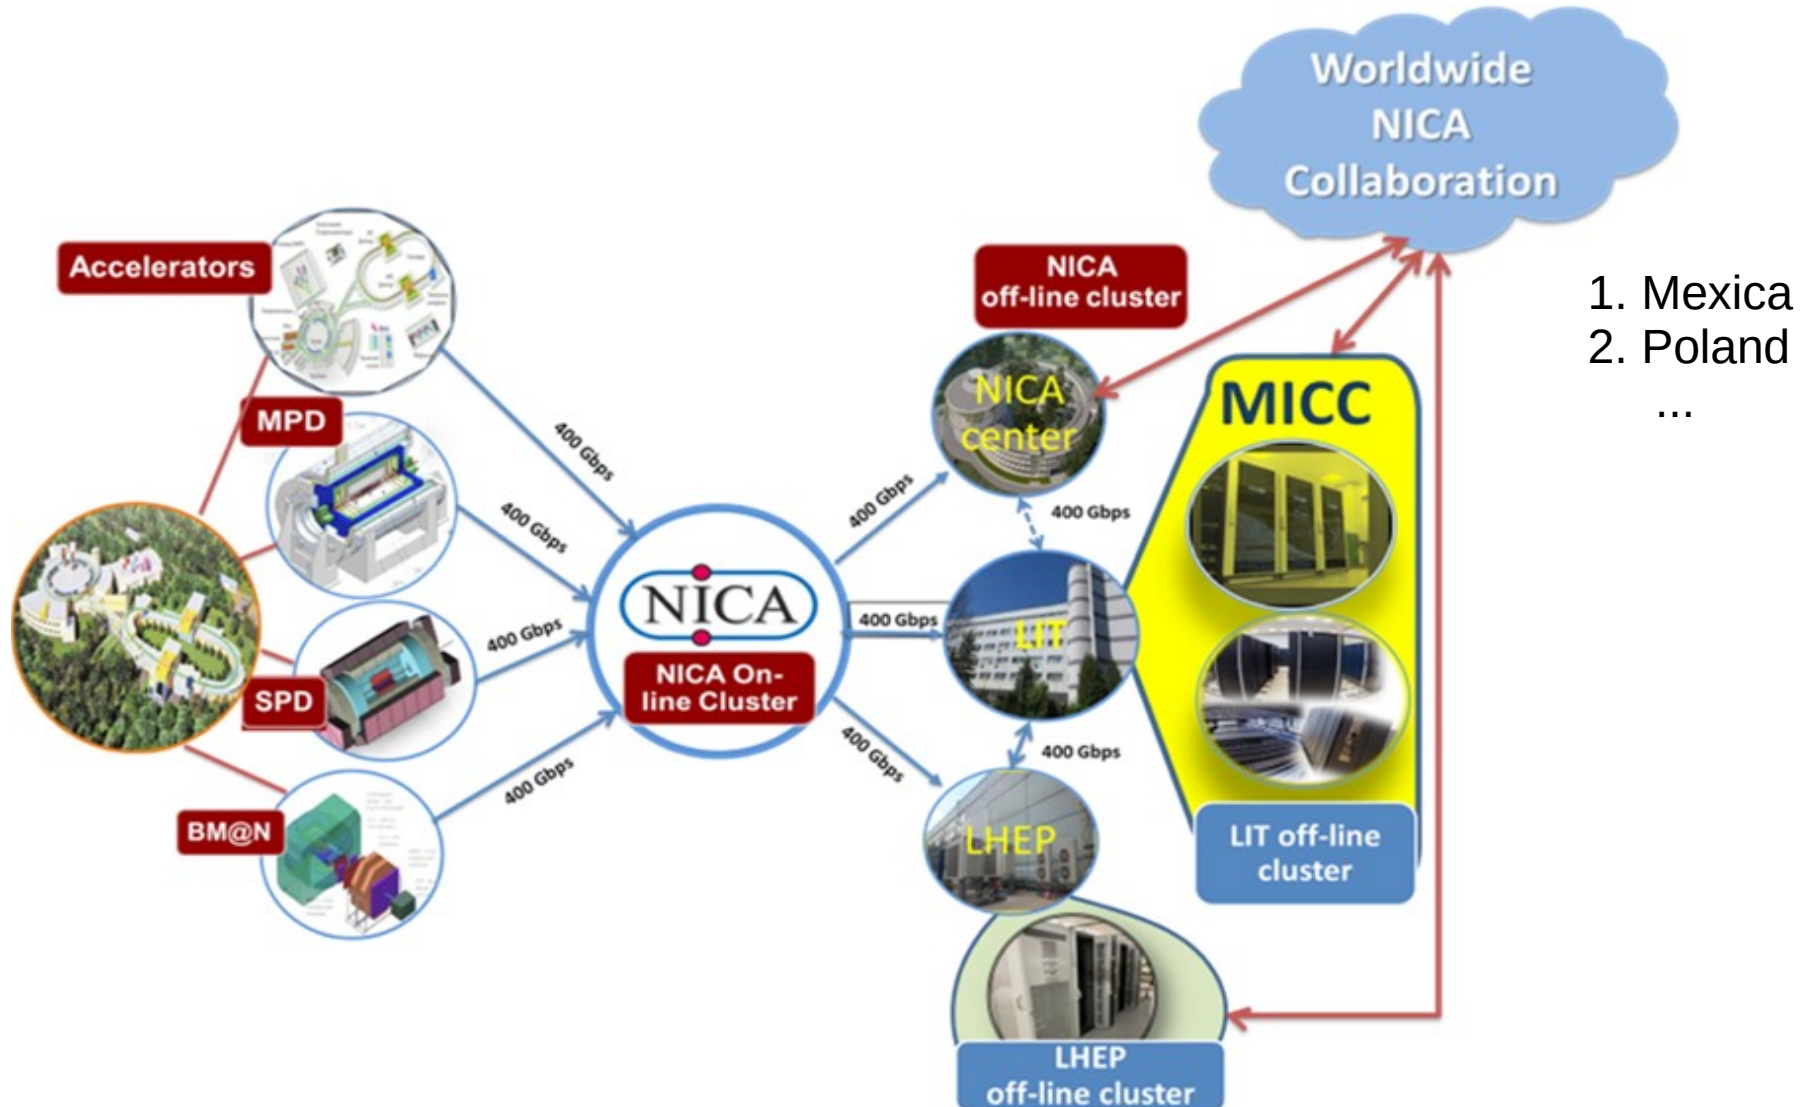 Worldwide
NICA
Collaboration
1. Mexica
2. Poland
...
Accelerators
MPD
SPD
BM@N
400 Gbps
400 Gbps
400 Gbps
400 Gbps
NICA
NICA On-
line Cluster
400 Gbps
400 Gbps
400 Gbps
NICA
off-line cluster
NICA
center
400 Gbps
LIT
400 Gbps
LHEP
MICC
LIT off-line
cluster
LHEP
off-line cluster